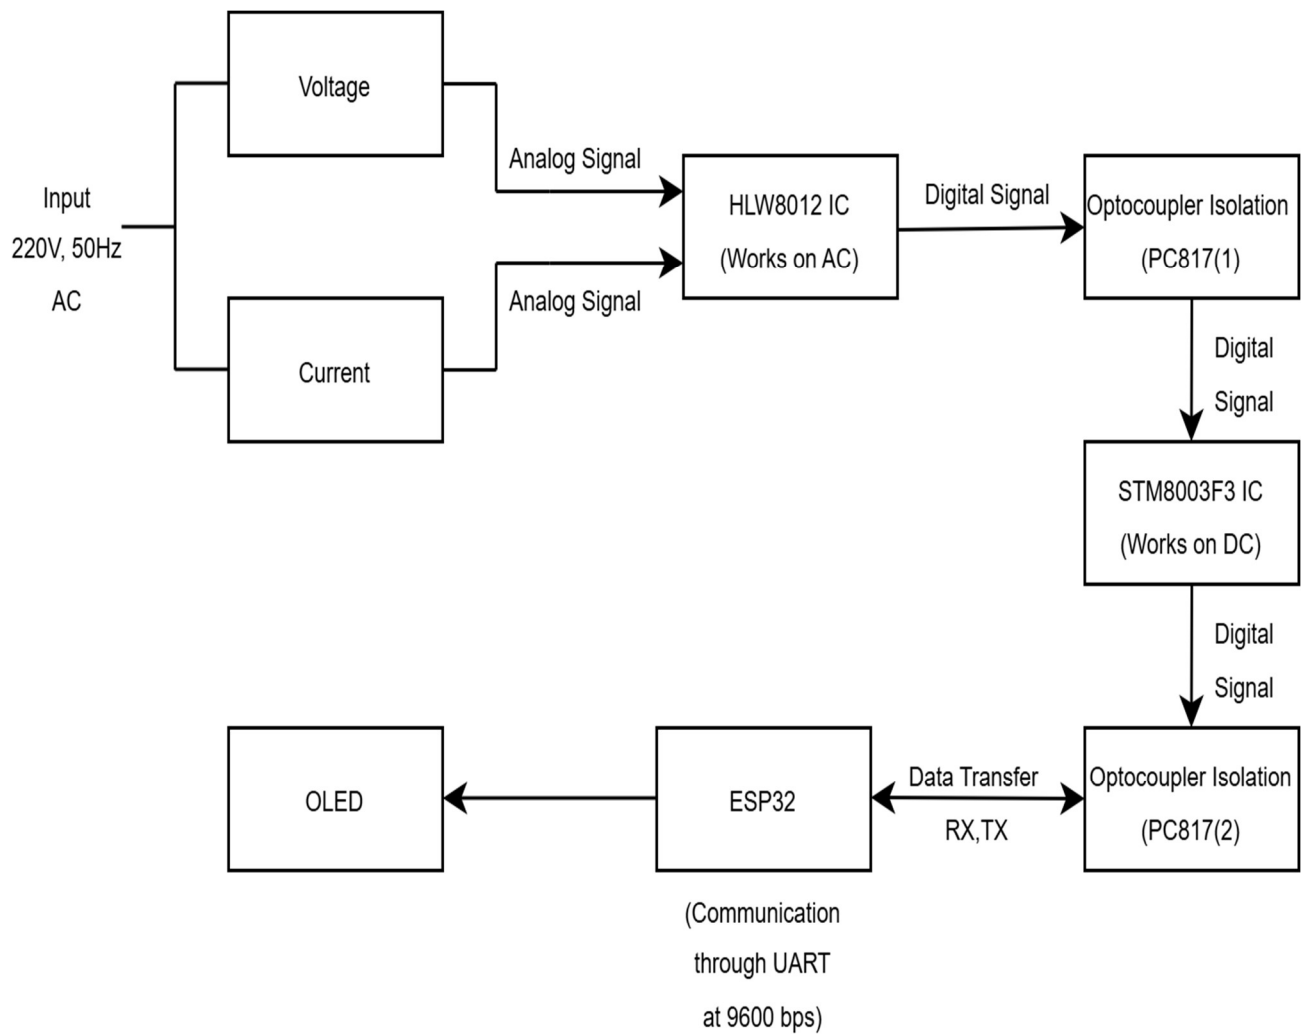 Voltage
Analog Signal
Input
220V, 50Hz
AC
HLW8012 IC
(Works on AC)
Digital Signal
Optocoupler Isolation
(PC817(1)
Analog Signal
Current
Digital
Signal
STM8003F3 IC
(Works on DC)
Digital
Signal
Optocoupler Isolation
(PC817(2)
Data Transfer
RX,TX
ESP32
OLED
(Communication
through UART
at 9600 bps)